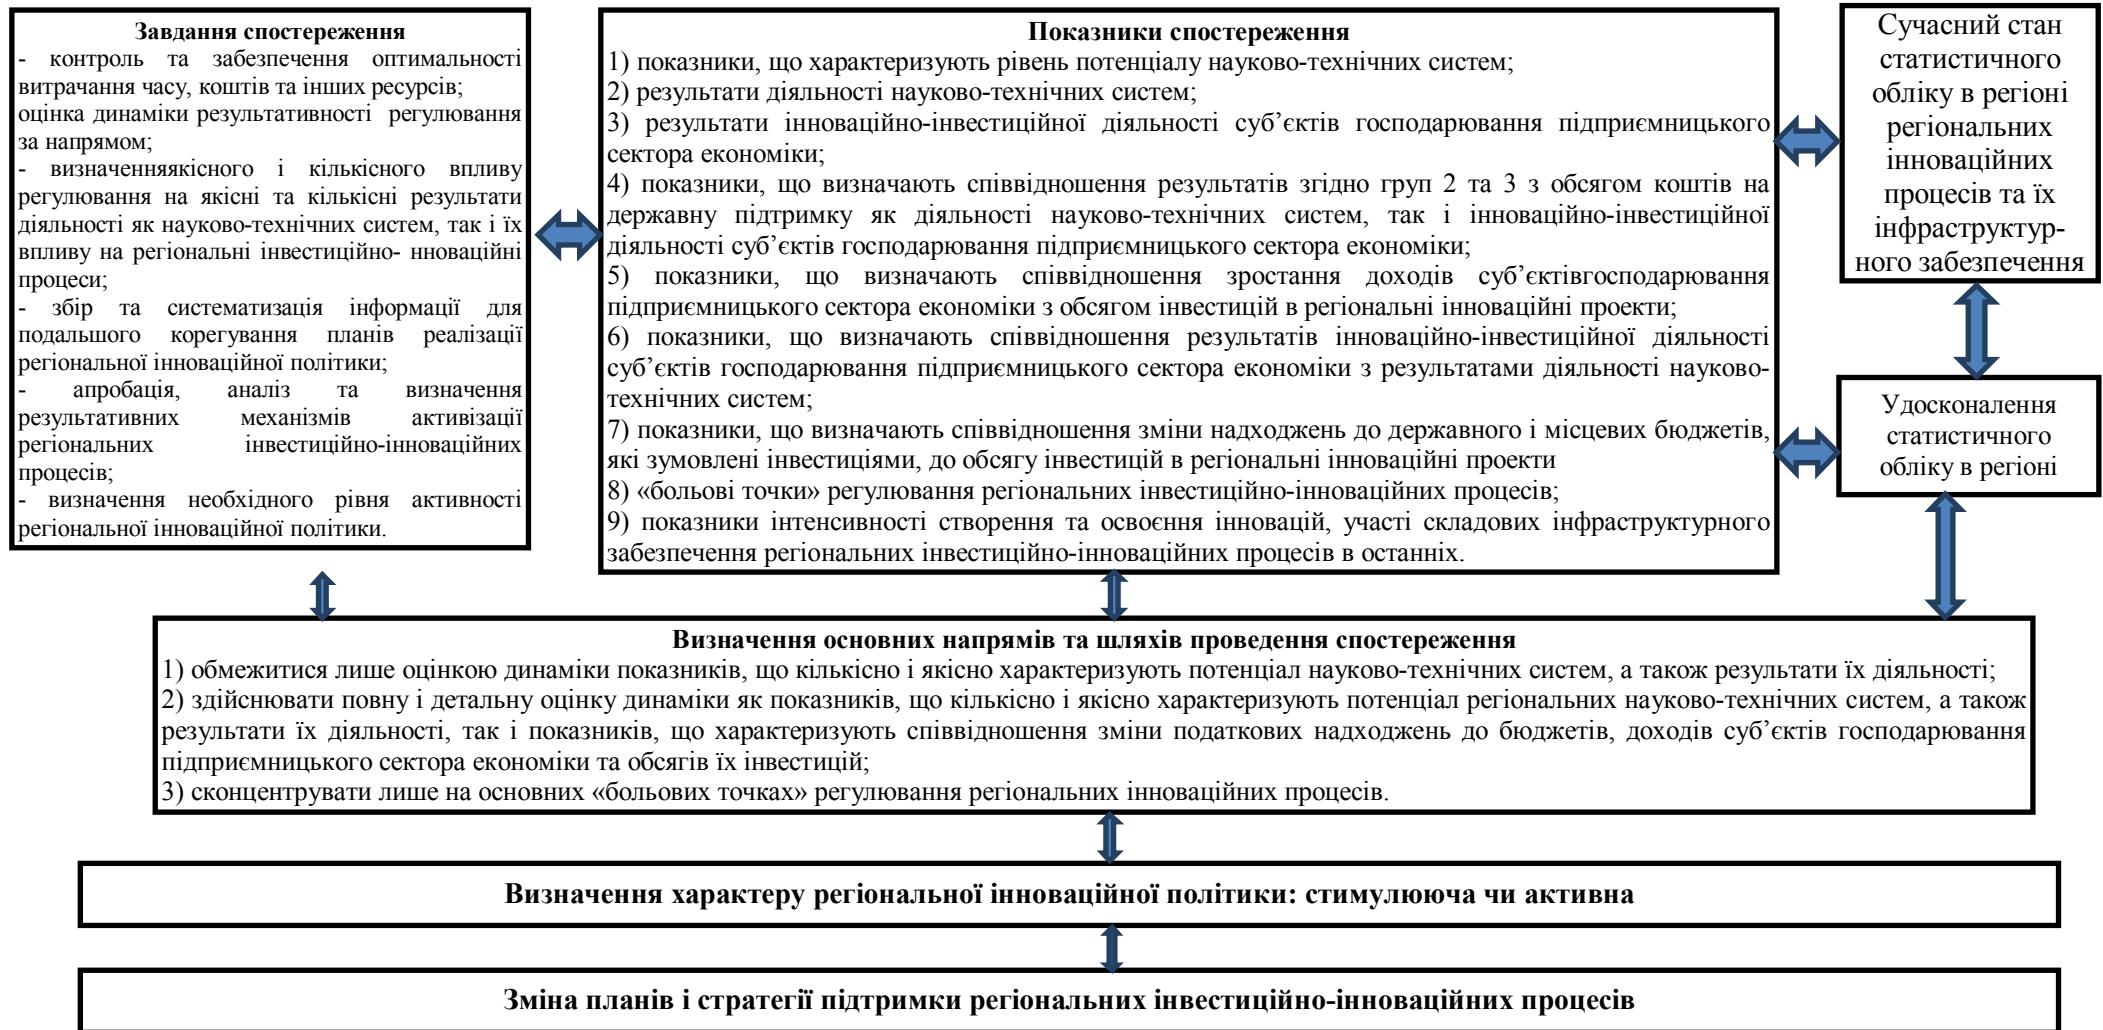 Завдання спостереження
- контроль та забезпечення оптимальності
витрачання часу, коштів та інших ресурсів;
оцінка динаміки результативності регулювання
за напрямом;
- визначенняякісного і кількісного впливу
регулювання на якісні та кількісні результати
діяльності як науково-технічних систем, так і їх
впливу на регіональні інвестиційно- нноваційні
процеси;
- збір та систематизація інформації для
подальшого корегування планів реалізації
регіональної інноваційної політики;
- апробація, аналіз та визначення
результативних механізмів активізації
регіональних інвестиційно-інноваційних
процесів;
- визначення необхідного рівня активності
регіональної інноваційної політики.
Показники спостереження
1) показники, що характеризують рівень потенціалу науково-технічних систем;
2) результати діяльності науково-технічних систем;
3) результати інноваційно-інвестиційної діяльності суб’єктів господарювання підприємницького
сектора економіки;
4) показники, що визначають співвідношення результатів згідно груп 2 та 3 з обсягом коштів на
державну підтримку як діяльності науково-технічних систем, так і інноваційно-інвестиційної
діяльності суб’єктів господарювання підприємницького сектора економіки;
5) показники, що визначають співвідношення зростання доходів суб’єктівгосподарювання
підприємницького сектора економіки з обсягом інвестицій в регіональні інноваційні проекти;
6) показники, що визначають співвідношення результатів інноваційно-інвестиційної діяльності
суб’єктів господарювання підприємницького сектора економіки з результатами діяльності науково-
технічних систем;
7) показники, що визначають співвідношення зміни надходжень до державного і місцевих бюджетів,
які зумовлені інвестиціями, до обсягу інвестицій в регіональні інноваційні проекти
8) «больові точки» регулювання регіональних інвестиційно-інноваційних процесів;
9) показники інтенсивності створення та освоєння інновацій, участі складових інфраструктурного
забезпечення регіональних інвестиційно-інноваційних процесів в останніх.
Сучасний стан
статистичного
обліку в регіоні
регіональних
інноваційних
процесів та їх
інфраструктур-
ного забезпечення
Удосконалення
статистичного
обліку в регіоні
Визначення основних напрямів та шляхів проведення спостереження
1) обмежитися лише оцінкою динаміки показників, що кількісно і якісно характеризують потенціал науково-технічних систем, а також результати їх діяльності;
2) здійснювати повну і детальну оцінку динаміки як показників, що кількісно і якісно характеризують потенціал регіональних науково-технічних систем, а також
результати їх діяльності, так і показників, що характеризують співвідношення зміни податкових надходжень до бюджетів, доходів суб’єктів господарювання
підприємницького сектора економіки та обсягів їх інвестицій;
3) сконцентрувати лише на основних «больових точках» регулювання регіональних інноваційних процесів.
Визначення характеру регіональної інноваційної політики: стимулююча чи активна
Зміна планів і стратегії підтримки регіональних інвестиційно-інноваційних процесів